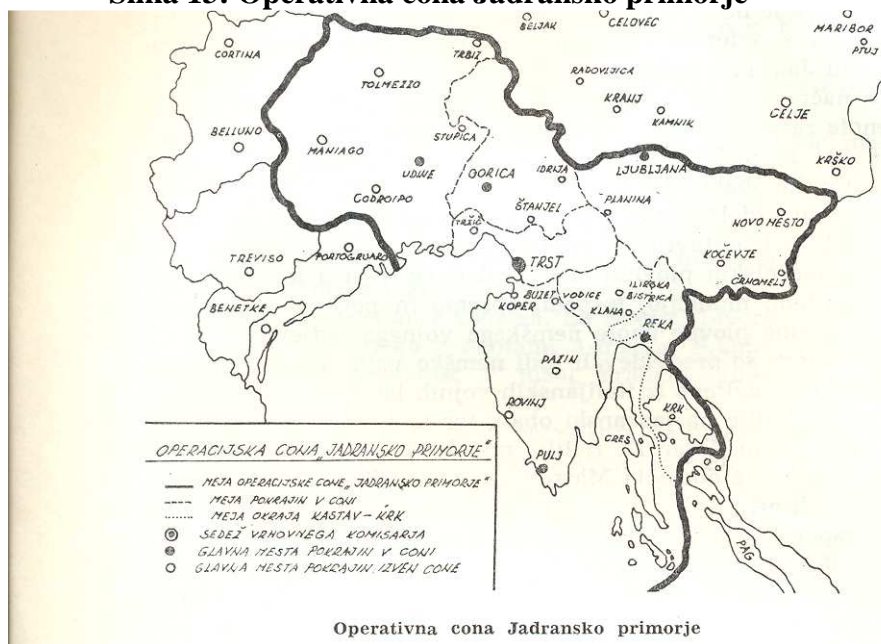 Operativna cona Jadransko primorje
CORTINA
TRBIŽ
BELJAK
CELOVEC
MARIBOR
PTUJ
TOLMEZZO
RADOVLJICA
KRANJ
KAMNIK
CELJE
BELLUNO
MANIAGO
STUPICA
UDINE
GORICA
IDRIJA
LJUBLJANA
KRŠKO
CODROIPO
ŠTANJEL
PLANINA
NOVO MESTO
TRŽIČ
TREVISO
PORTOGRUARO
TRST
KOČEVJE
ČRNOMELJ
BENETKE
KOPER
BUZET
VODICE
ILIRSKA
BISTRICA
KLANA
REKA
PAZIN
ROVINJ
KRK
CRES
PULJ
PAG
OPERACIJSKA CONA „JADRANSKO PRIMORJE"
MEJA OPERACIJSKE CONE „JADRANSKO PRIMORJE"
MEJA POKRAJIN V CONI
MEJA OKRAJA KASTAV-KRK
SEDEŽ VRHOVNEGA KOMISARJA
GLAVNA MESTA POKRAJIN V CONI
GLAVNA MESTA POKRAJIN IZVEN CONE
Operativna cona Jadransko primorje